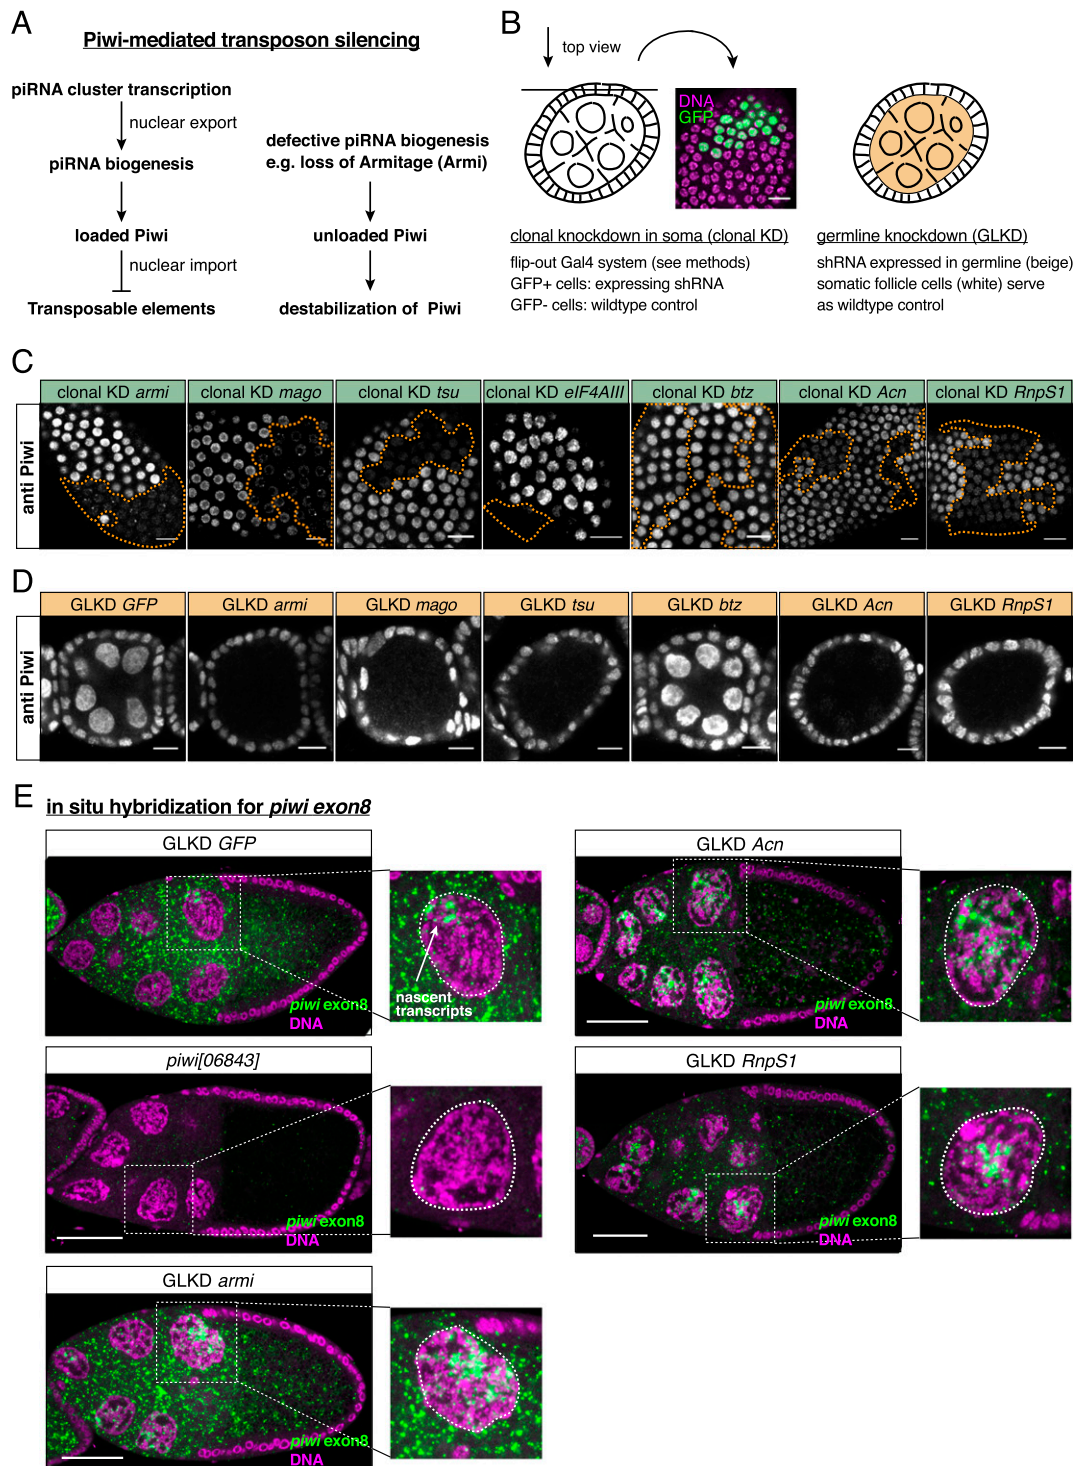 A
Piwi-mediated transposon silencing
piRNA cluster transcription
nuclear export
piRNA biogenesis
loaded Piwi
nuclear import
Transposable elements
defective piRNA biogenesis
e.g. loss of Armitage (Armi)
unloaded Piwi
destabilization of Piwi
B
top view
DNA
GFP
clonal knockdown in soma (clonal KD)
flip-out Gal4 system (see methods)
GFP+ cells: expressing shRNA
GFP- cells: wildtype control
germline knockdown (GLKD)
shRNA expressed in germline (beige)
somatic follicle cells (white) serve
as wildtype control
C
clonal KD armi
clonal KD mago
clonal KD tsu
clonal KD eIF4AIII
clonal KD btz
clonal KD Acn
clonal KD RnpS1
anti Piwi
D
GLKD GFP
GLKD armi
GLKD mago
GLKD tsu
GLKD btz
GLKD Acn
GLKD RnpS1
anti Piwi
E
in situ hybridization for piwi exon8
GLKD GFP
piwi exon8
DNA
nascent
transcripts
GLKD Acn
piwi exon8
DNA
piwi[06843]
piwi exon8
DNA
GLKD RnpS1
piwi exon8
DNA
GLKD armi
piwi exon8
DNA